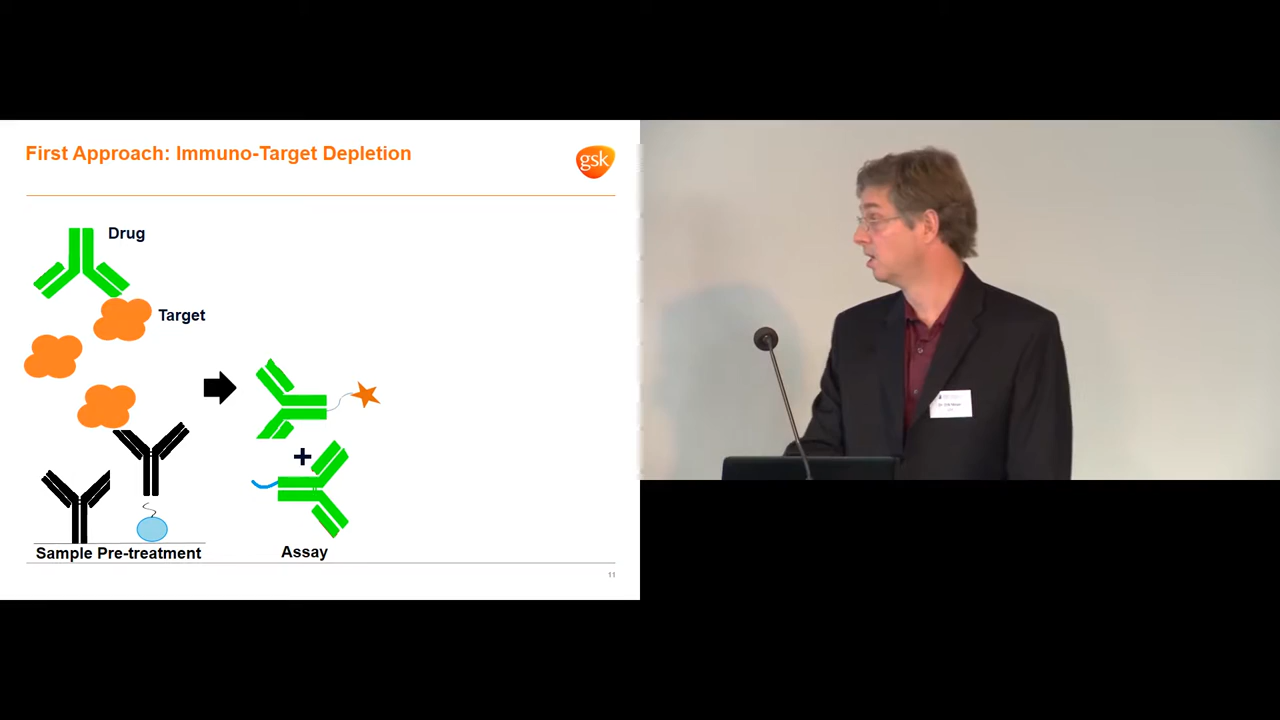 First Approach: Immuno-Target Depletion
gsk
Drug
Target
+
Sample Pre-treatment
Assay
11